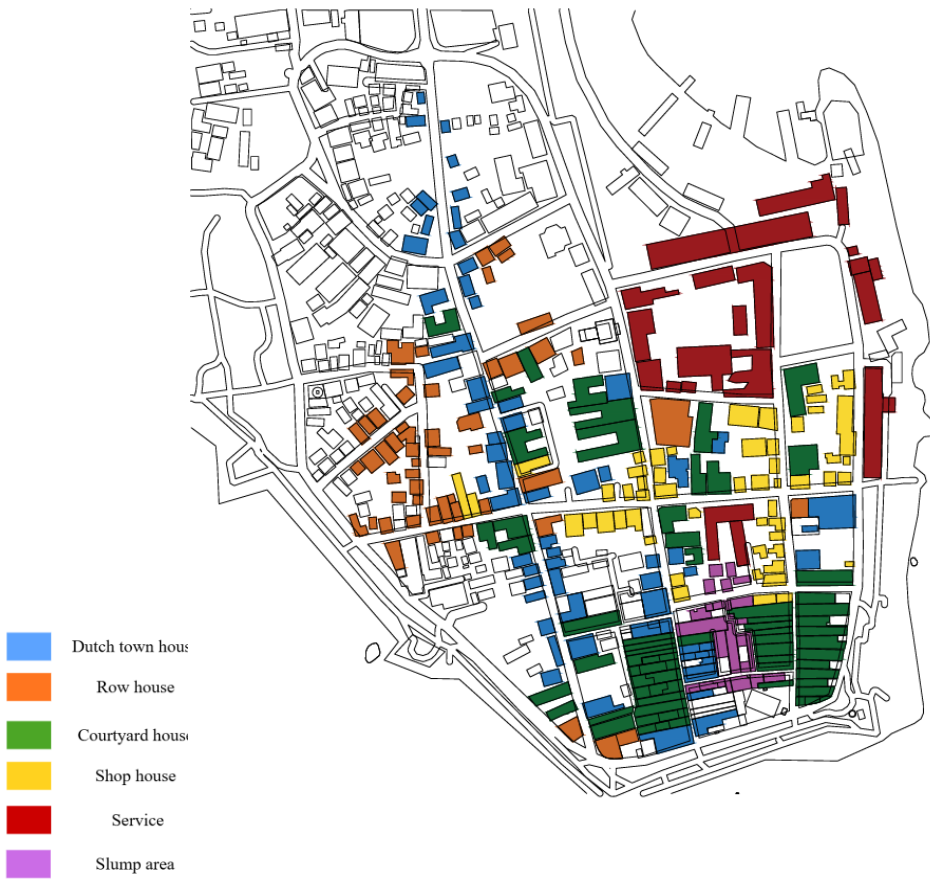 Dutch town hous
Row house
Courtyard hous
Shop house
Service
Slump area